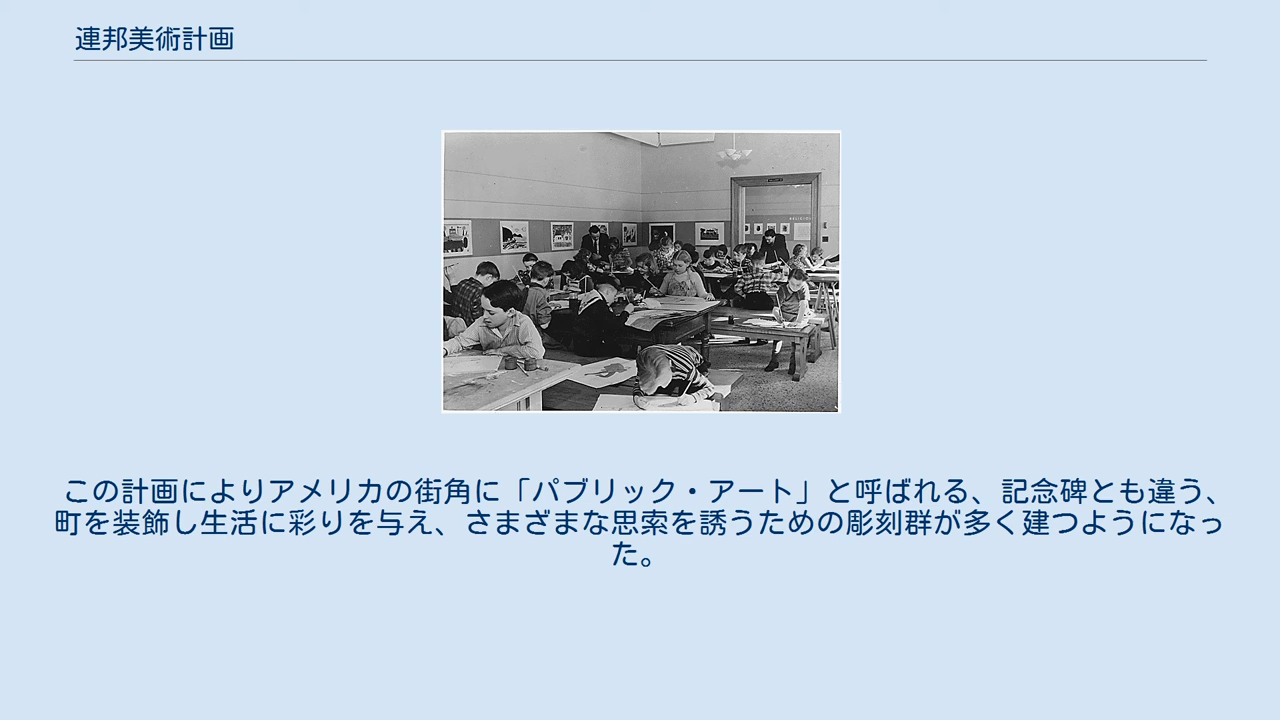 連邦美術計画
この計画によりアメリカの街角に「パブリック・アート」と呼ばれる、記念碑とも違う、
町を装飾し生活に彩りを与え、さまざまな思索を誘うための彫刻群が多く建つようになっ
た。